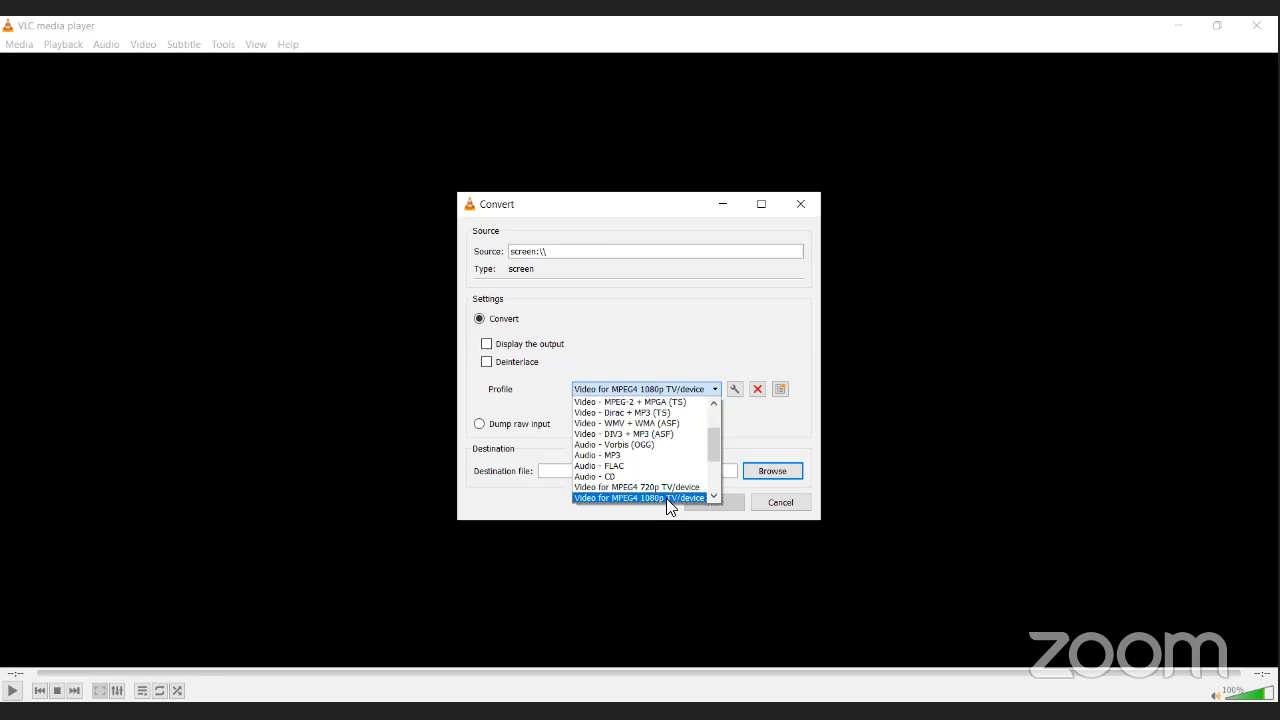 VLC media player
Media Playback Audio Video Subtitle Tools View Help
Convert
Source
Source: screen:\\
Type: screen
Settings
Convert
Display the output
Deinterlace
Profile Video for MPEG4 1080p TV/device
Video - MPEG-2 + MPGA (TS)
Video - Dirac + MP3 (TS)
Video - WMV + WMA (ASF)
Video - DIV3 + MP3 (ASF)
Audio - Vorbis (OGG)
Audio - MP3
Audio - FLAC
Audio - CD
Video for MPEG4 720p TV/device
Video for MPEG4 1080p TV/device
Dump raw input
Destination
Destination file: Browse
Cancel
zoom
--:-- --:--
100%